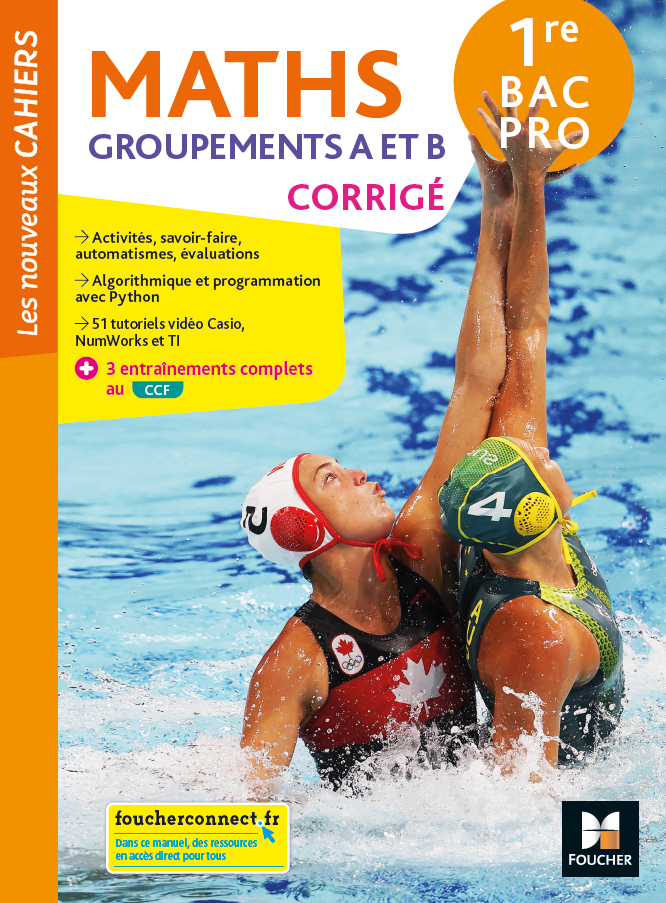 Les nouveaux CAHIERS
MATHS
GROUPEMENTS A ET B
CORRIGÉ
1re
BAC
PRO
→ Activités, savoir-faire,
automatismes, évaluations
→ Algorithmique et programmation
avec Python
→ 51 tutoriels vidéo Casio,
NumWorks et TI
+ 3 entraînements complets
au CCF
4
AU
foucherconnect.fr
Dans ce manuel, des ressources
en accès direct pour tous
FOUCHER